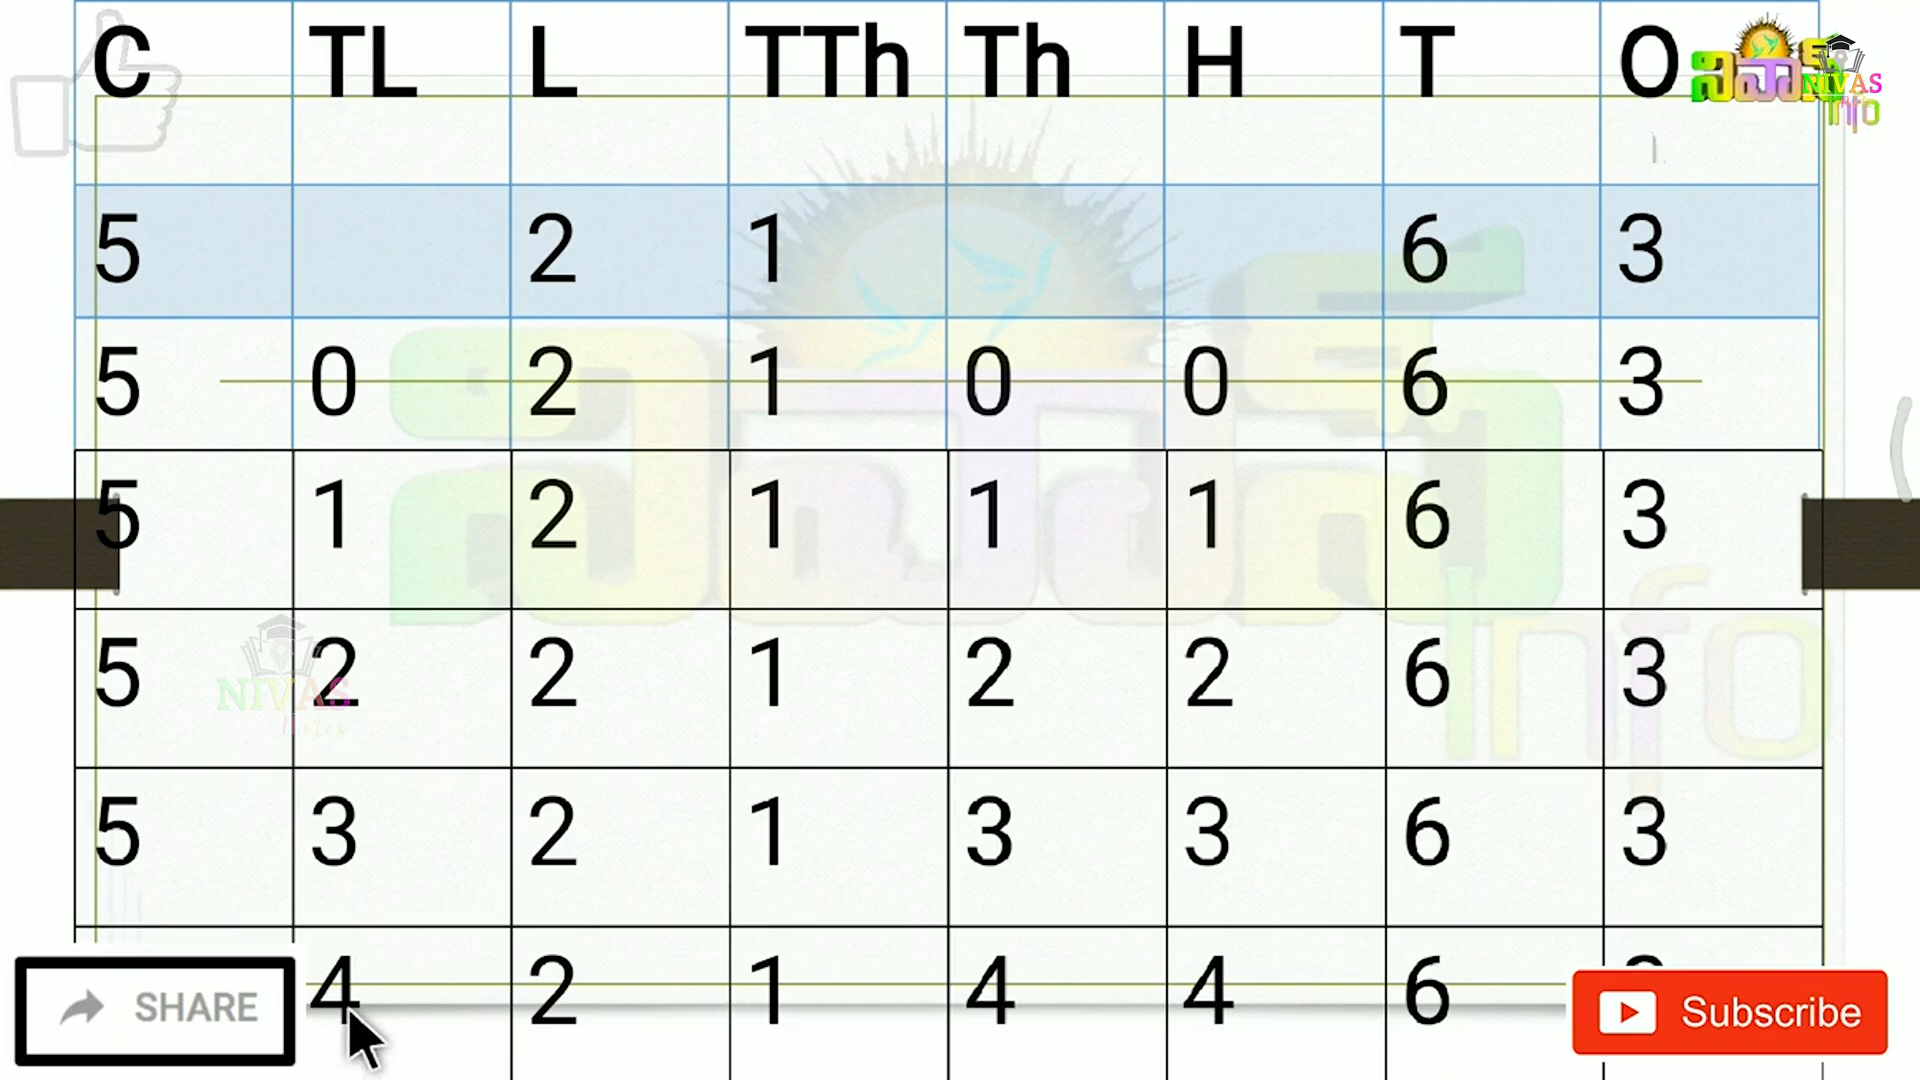 C TL L TTh Th H T O
నివాస్
NIVAS
Info
5 2 1 6 3
5 0 2 1 0 0 6 3
5 1 2 1 1 1 6 3
5 2 2 1 2 2 6 3
NIVAS
Notes
5 3 2 1 3 3 6 3
4 2 1 4 4 6
SHARE
Subscribe